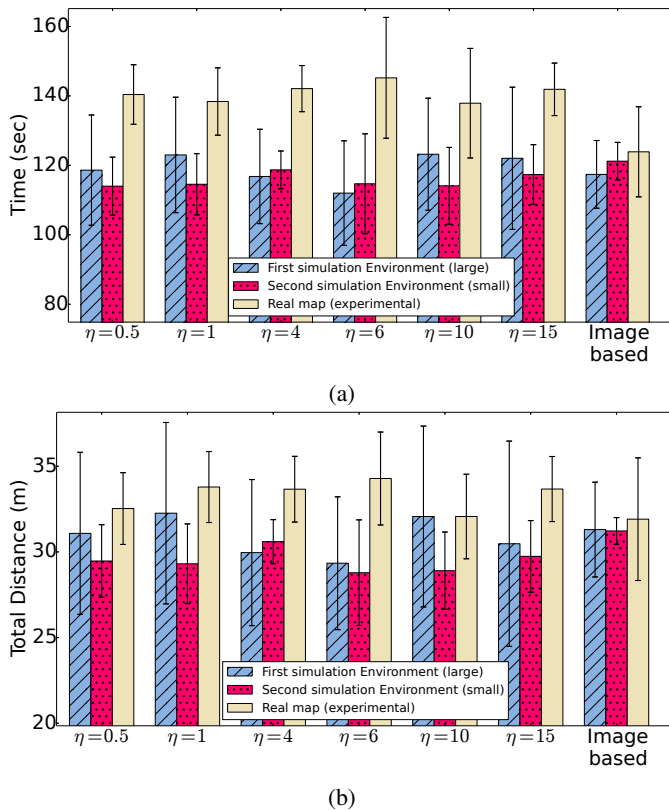 160
140
120
100
80
Time (sec)
First simulation Environment (large)
Second simulation Environment (small)
Real map (experimental)
η=0.5
η=1
η=4
η=6
η=10
η=15
Image
based
(a)
35
30
25
20
Total Distance (m)
First simulation Environment (large)
Second simulation Environment (small)
Real map (experimental)
η=0.5
η=1
η=4
η=6
η=10
η=15
Image
based
(b)